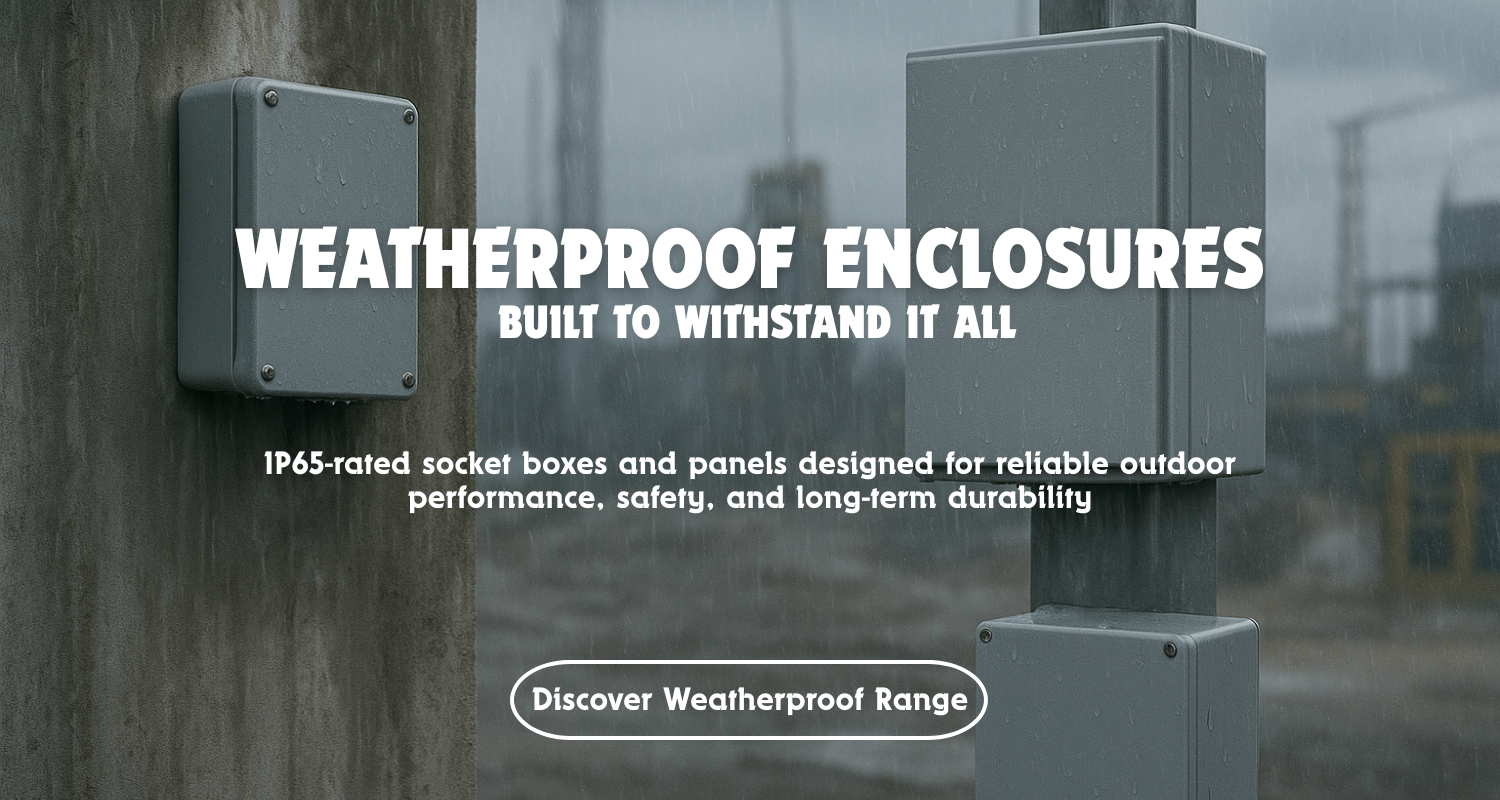 WEATHERPROOF ENCLOSURES
BUILT TO WITHSTAND IT ALL
IP65-rated socket boxes and panels designed for reliable outdoor
performance, safety, and long-term durability
Discover Weatherproof Range